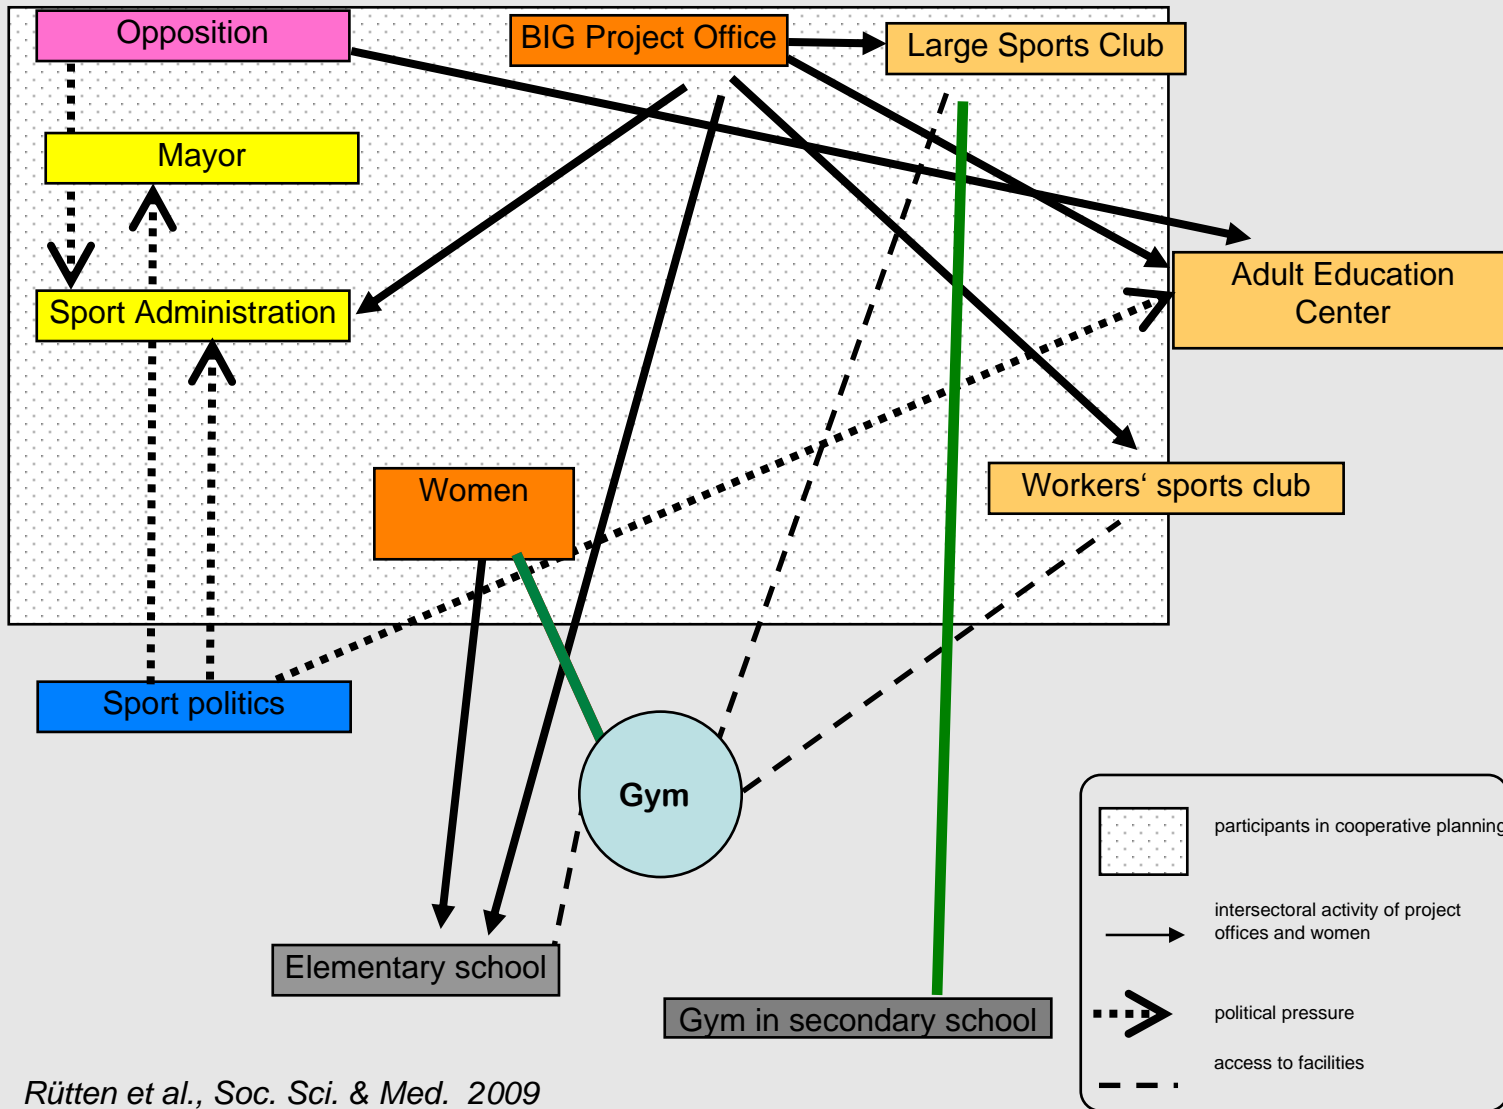 Opposition
BIG Project Office
Large Sports Club
Mayor
Sport Administration
Adult Education
Center
Women
Workers‘ sports club
Sport politics
Gym
Elementary school
Gym in secondary school
participants in cooperative planning
intersectoral activity of project
offices and women
political pressure
access to facilities
Rütten et al., Soc. Sci. & Med. 2009